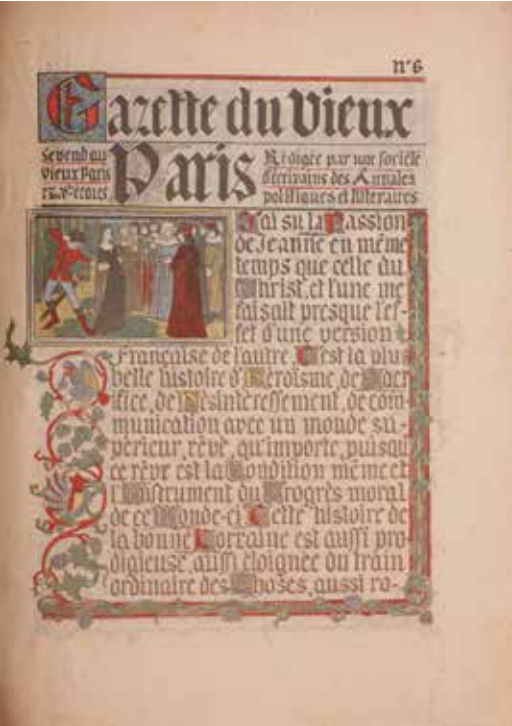 n°6
Gazette du Vieux
Paris
Se vend au
vieux Paris
Rédigée par une société
d'écrivains des Annales
politiques et littéraires
J'ai su la Passion
de Jeanne en même
temps que celle du
Christ, et l'une me
faisait presque l'ef-
fet d'une version
Française de l'autre. C'est la plus
belle histoire d'Héroïsme, de Sacri
fice, de Désintéressement, de com-
munication avec un monde su-
périeur, rêvé, qu'importe, puisqu
ce rêve est la Condition même et
l'Instrument du Progrès moral
de ce Monde-ci. Cette histoire de
la bonne Lorraine est aussi pro
digieuse, aussi éloignée du train
ordinaire des Choses, aussi ra-